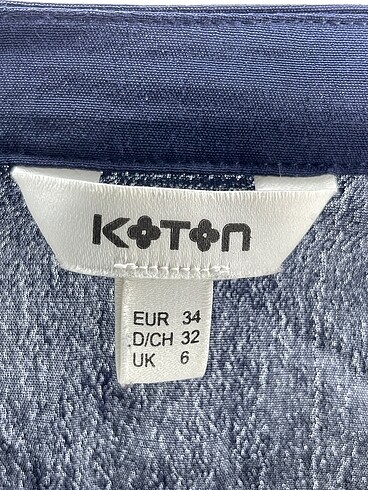 KOTON
EUR 34
D/CH 32
UK 6